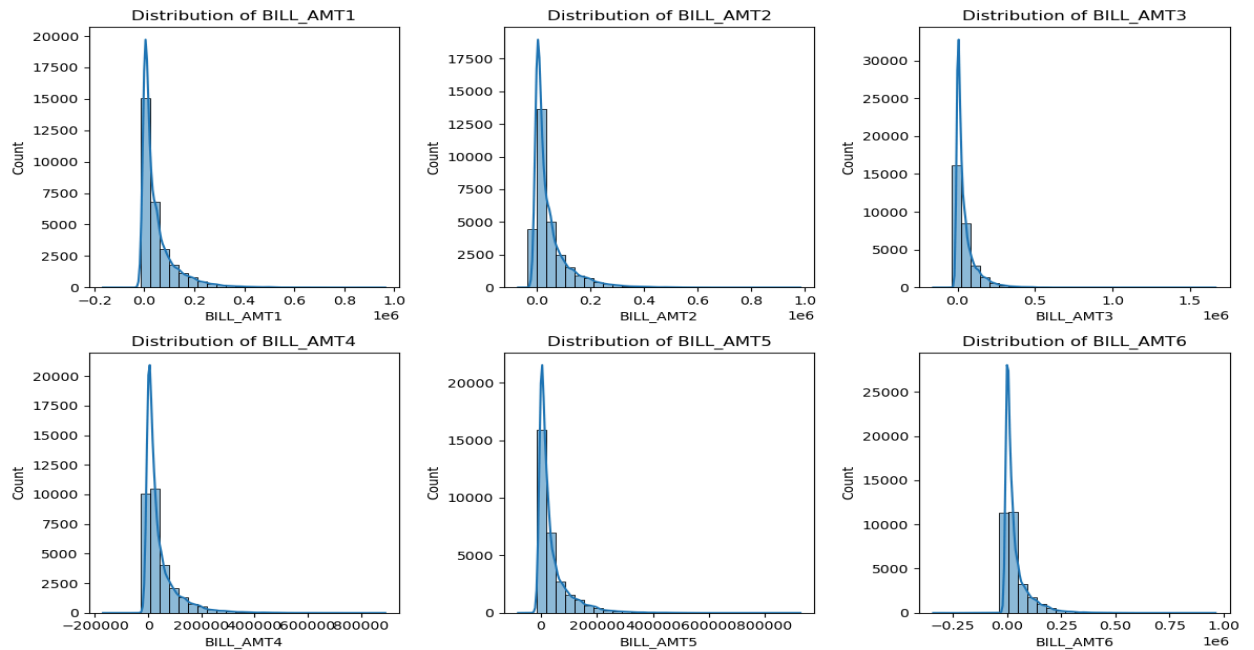 Distribution of BILL_AMT1
20000
17500
15000
12500
10000
7500
5000
2500
0
Count
−0.2 0.0 0.2 0.4 0.6 0.8 1.0
BILL_AMT1
1e6
Distribution of BILL_AMT2
17500
15000
12500
10000
7500
5000
2500
0
Count
0.0 0.2 0.4 0.6 0.8 1.0
BILL_AMT2
1e6
Distribution of BILL_AMT3
30000
25000
20000
15000
10000
5000
0
Count
0.0 0.5 1.0 1.5
BILL_AMT3
1e6
Distribution of BILL_AMT4
20000
17500
15000
12500
10000
7500
5000
2500
0
Count
−200000 0 200000 400000 600000 800000
BILL_AMT4
Distribution of BILL_AMT5
20000
15000
10000
5000
0
Count
0 200000 400000 600000 800000
BILL_AMT5
Distribution of BILL_AMT6
25000
20000
15000
10000
5000
0
Count
−0.25 0.00 0.25 0.50 0.75 1.00
BILL_AMT6
1e6